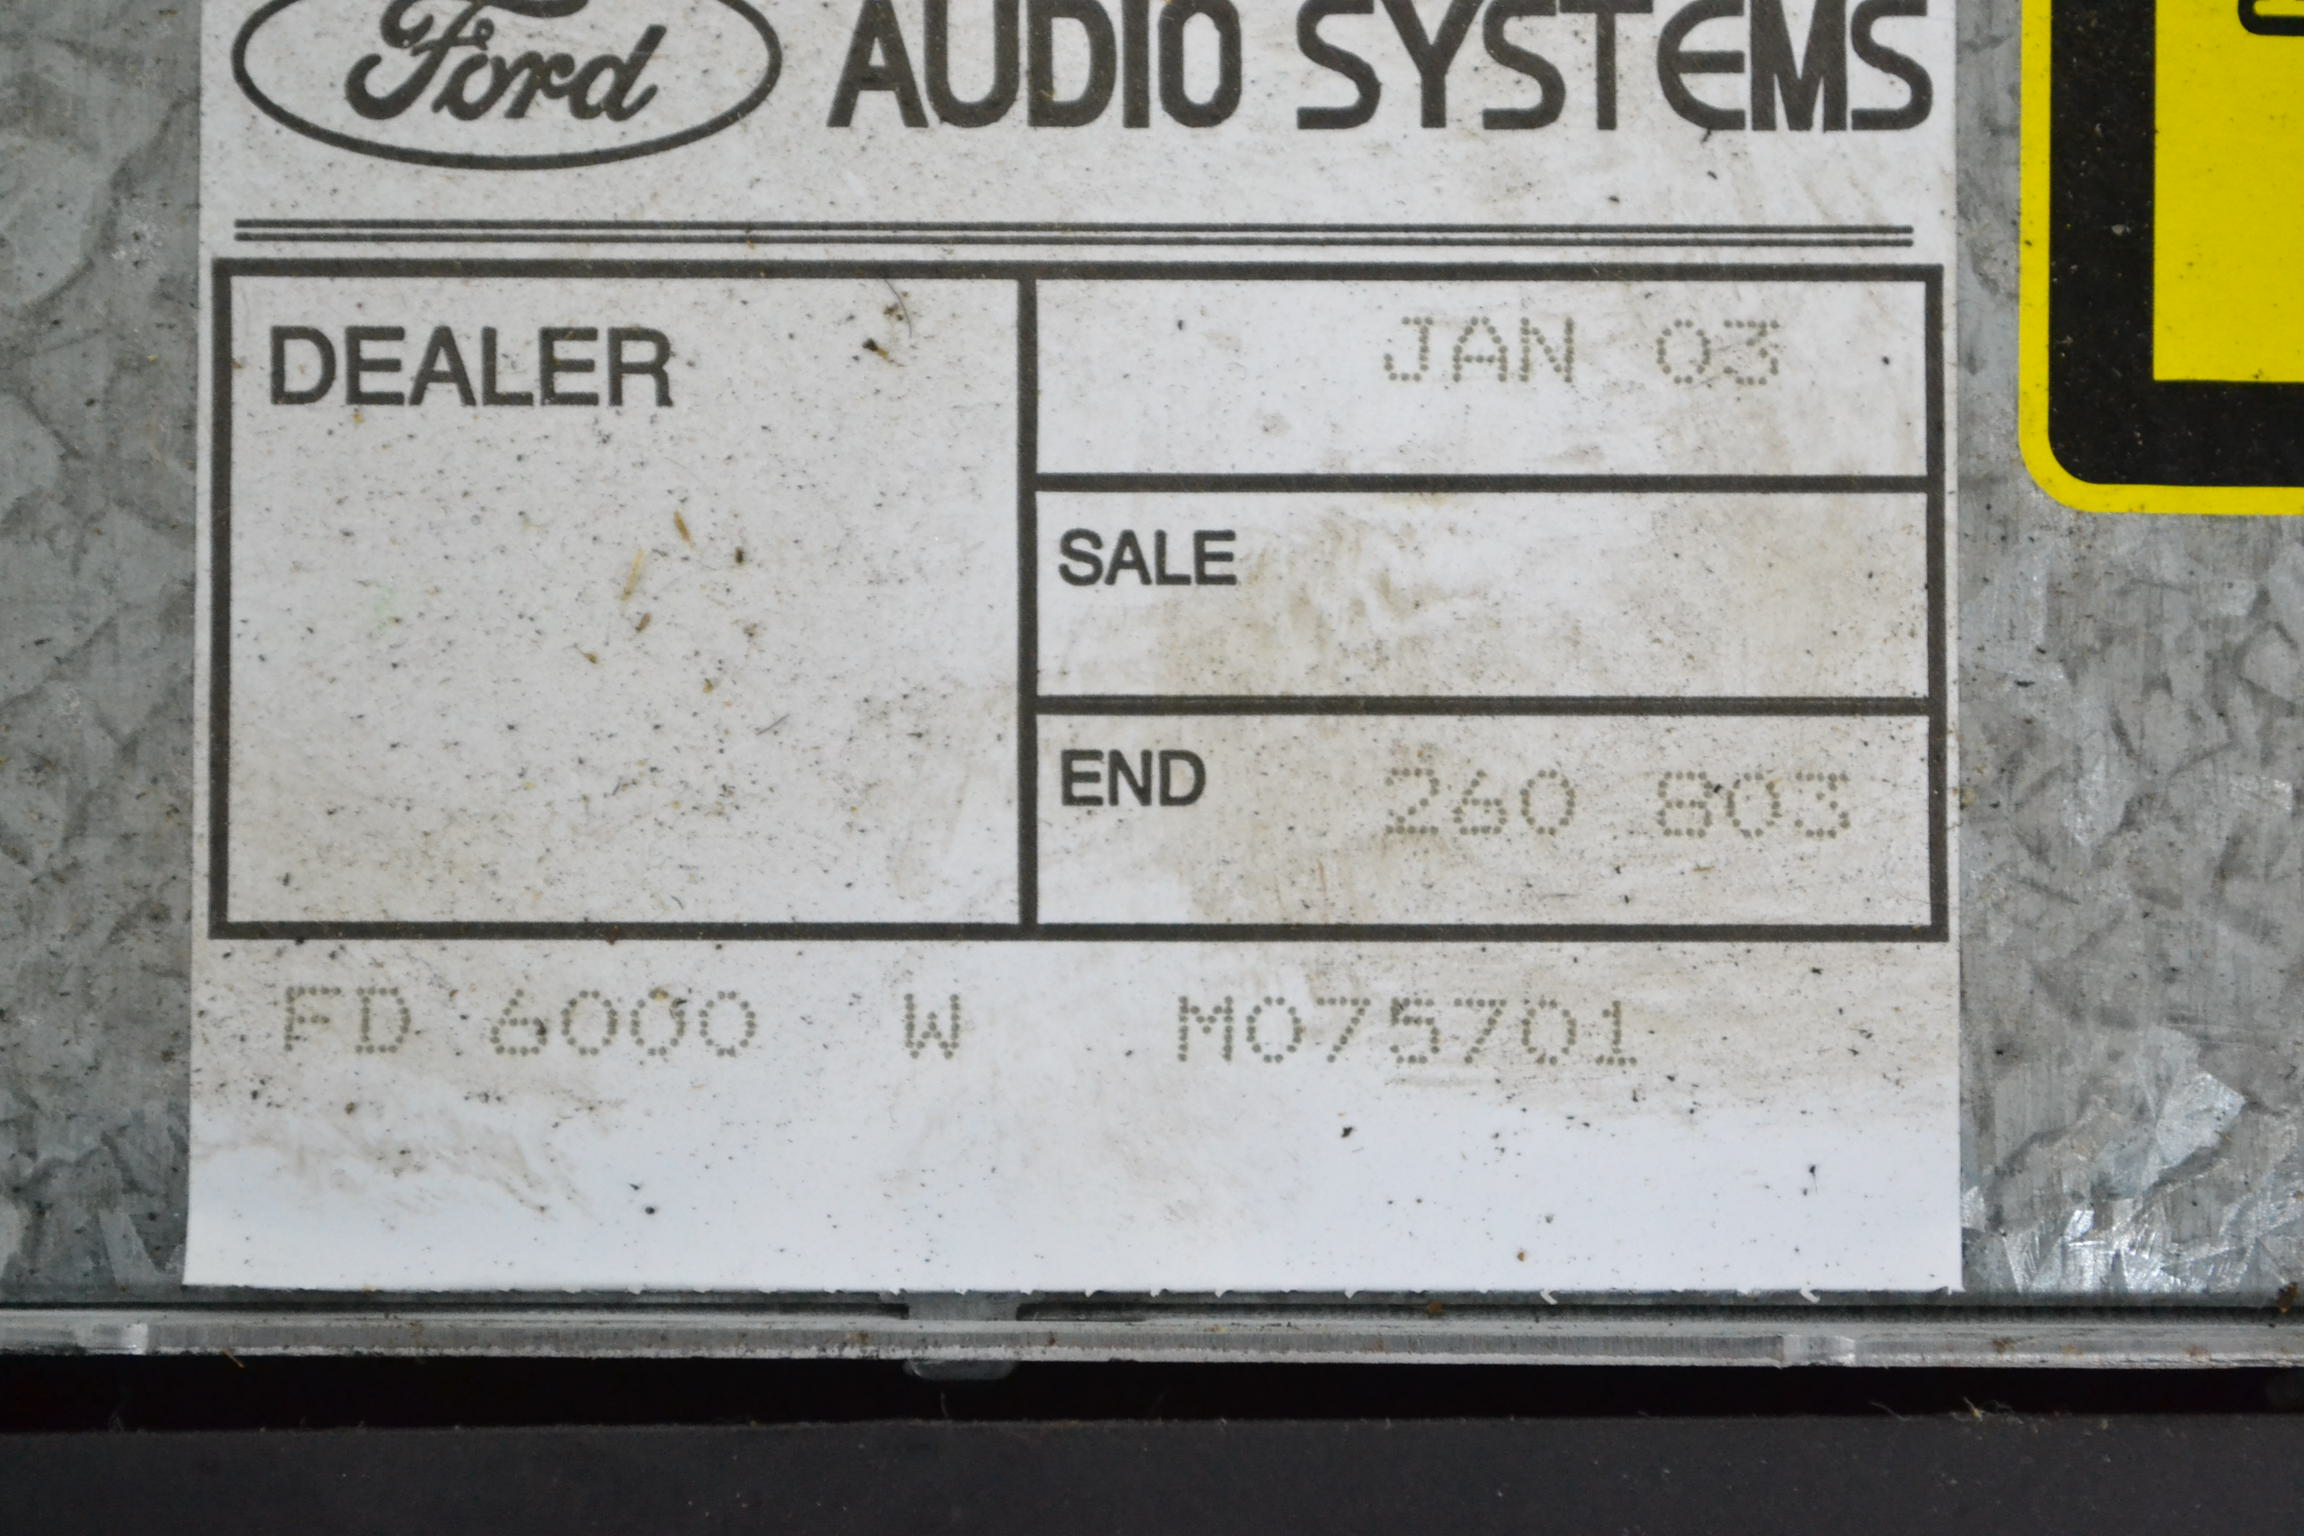 Ford AUDIO SYSTEMS
DEALER
JAN 03
SALE
END 260 803
FD 6000 W M075701